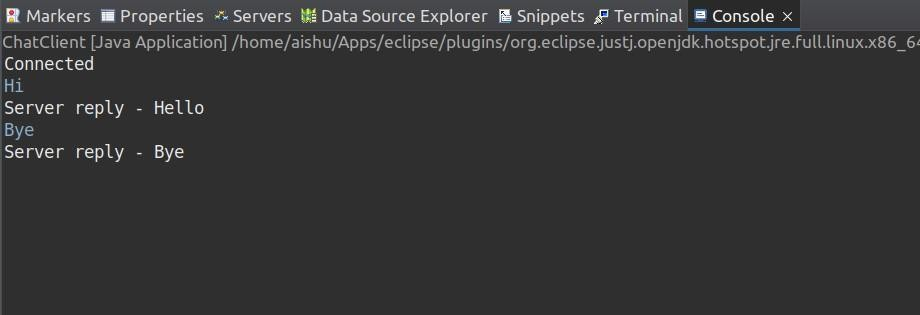 Markers Properties Servers Data Source Explorer Snippets Terminal Console
ChatClient [Java Application] /home/aishu/Apps/eclipse/plugins/org.eclipse.justj.openjdk.hotspot.jre.full.linux.x86_64
Connected
Hi
Server reply - Hello
Bye
Server reply - Bye